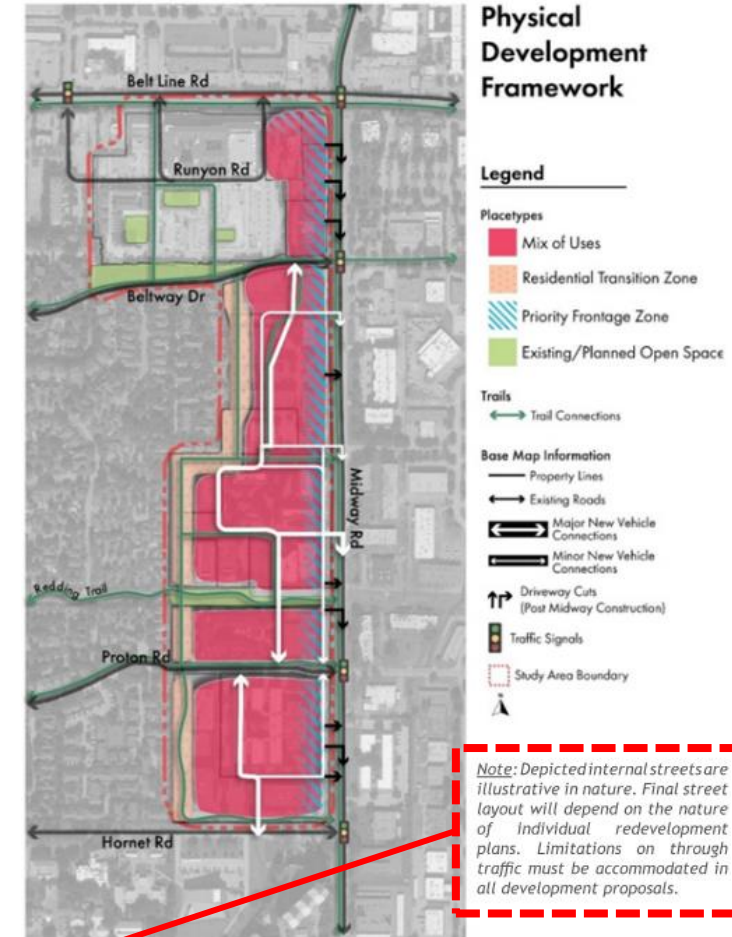 Physical
Development
Framework
Belt Line Rd
Runyon Rd
Beltway Dr
Midway Rd
Redding Trail
Proton Rd
Hornet Rd
Legend
Placetypes
Mix of Uses
Residential Transition Zone
Priority Frontage Zone
Existing/Planned Open Space
Trails
Trail Connections
Base Map Information
Property Lines
Existing Roads
Major New Vehicle
Connections
Minor New Vehicle
Connections
Driveway Cuts
(Post Midway Construction)
Traffic Signals
Study Area Boundary
N
Note: Depicted internal streets are
illustrative in nature. Final street
layout will depend on the nature
of individual redevelopment
plans. Limitations on through
traffic must be accommodated in
all development proposals.